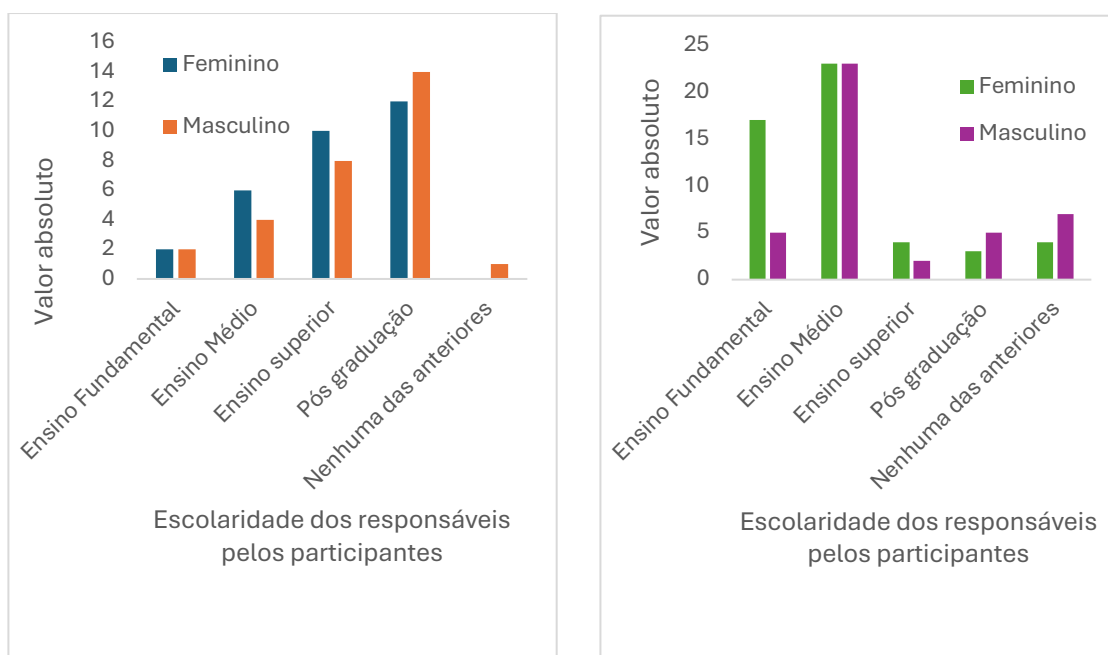 16
14
12
10
8
6
4
2
0
Valor absoluto
Feminino
Masculino
Ensino Fundamental
Ensino Médio
Ensino superior
Pós graduação
Nenhuma das anteriores
Escolaridade dos responsáveis
pelos participantes
25
20
15
10
5
0
Valor absoluto
Feminino
Masculino
Ensino Fundamental
Ensino Médio
Ensino superior
Pós graduação
Nenhuma das anteriores
Escolaridade dos responsáveis
pelos participantes